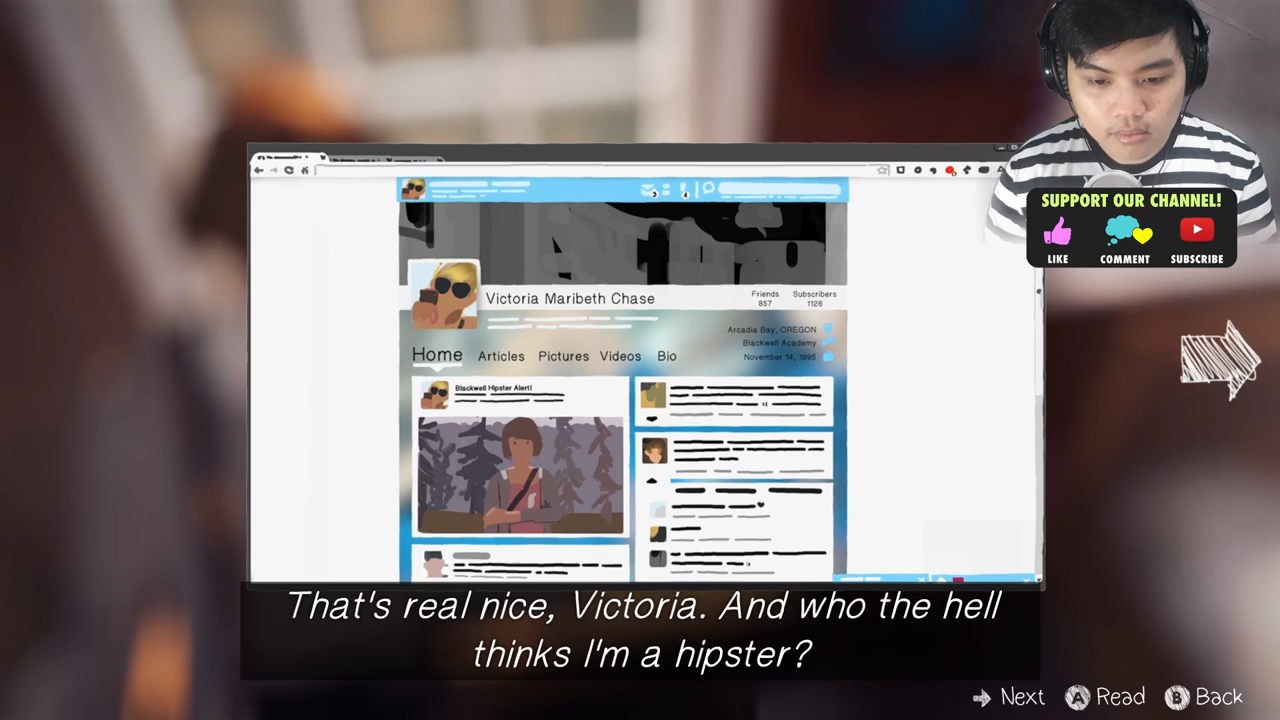 SUPPORT OUR CHANNEL!
LIKE COMMENT SUBSCRIBE
Victoria Maribeth Chase
Friends Subscribers
857 1126
Arcadia Bay, OREGON
Blackwell Academy
November 14, 1995
Home Articles Pictures Videos Bio
Blackwell Hipster Alert!
That's real nice, Victoria. And who the hell
thinks I'm a hipster?
Next A Read B Back